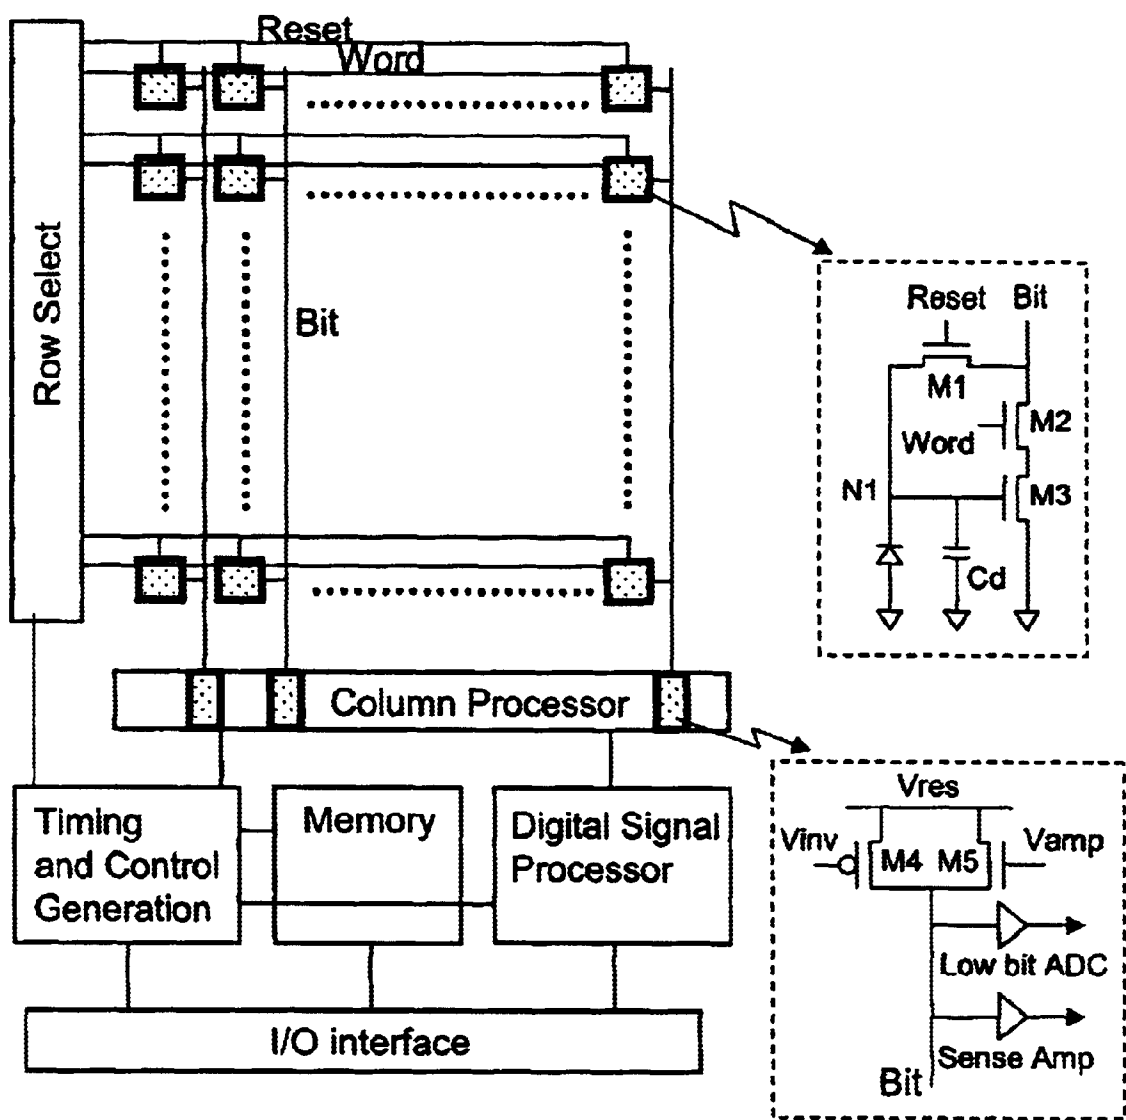 Reset
Word
Row Select
Bit
Reset Bit
M1
M2
Word
N1
M3
Cd
Column Processor
Timing
and Control
Generation
Memory
Digital Signal
Processor
I/O interface
Vres
Vinv
M4 M5
Vamp
Low bit ADC
Sense Amp
Bit